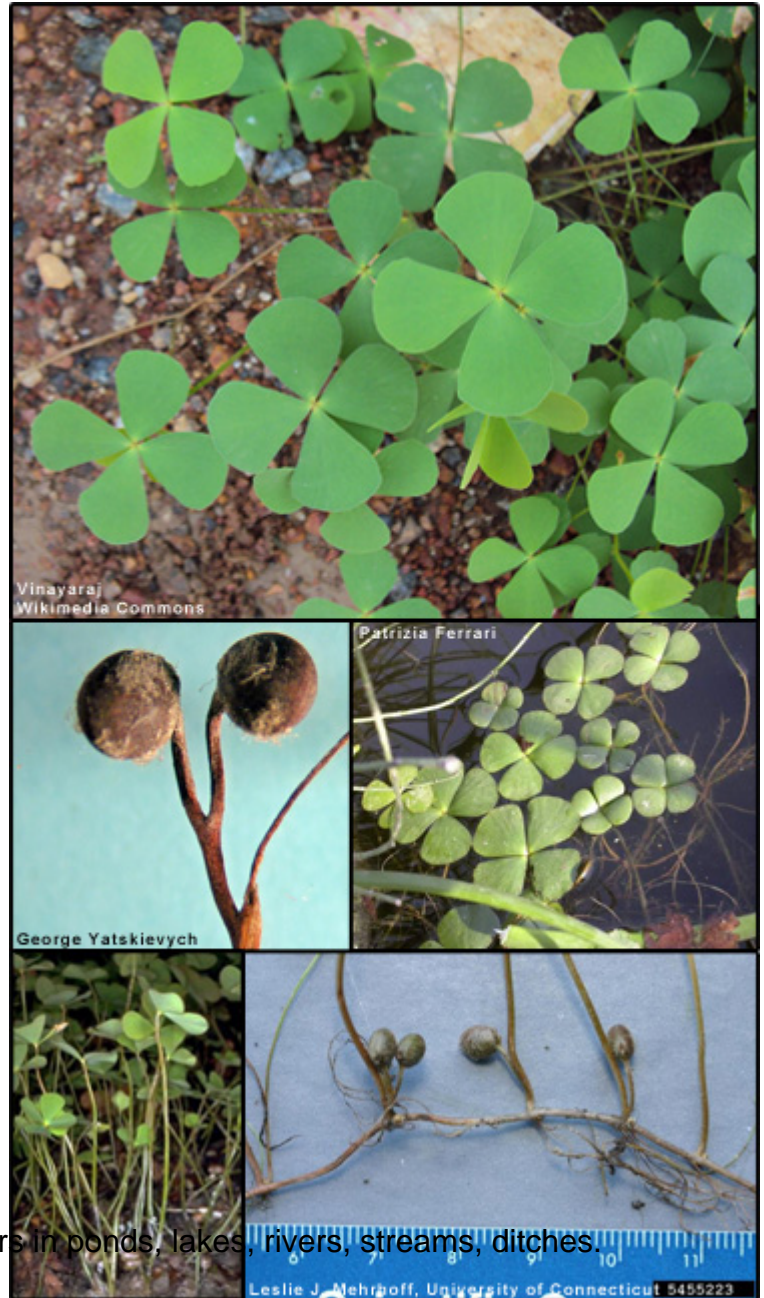 Vinayaraj
Wikimedia Commons
Patrizia Ferrari
George Yatskievych
in ponds, lakes, rivers, streams, ditches.
6 7 8 9 10 11
Leslie J. Mehrhoff, University of Connecticut 5455223